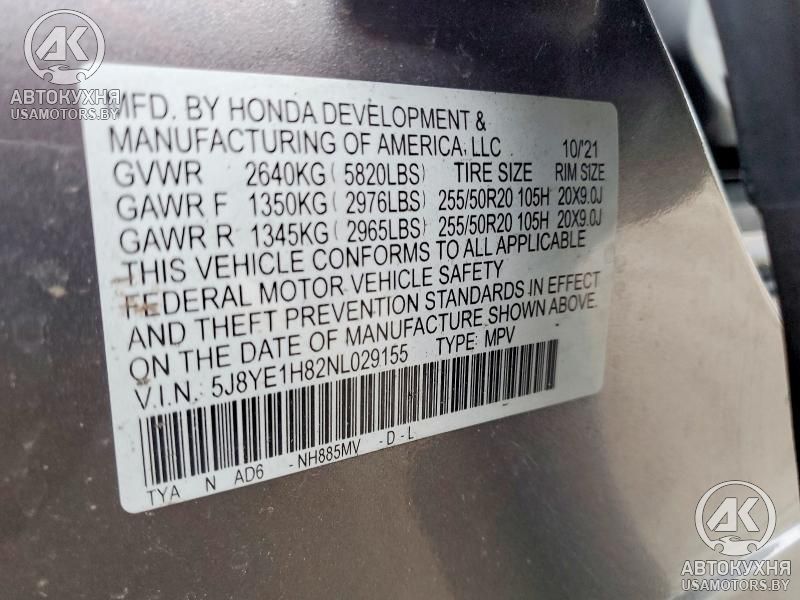 AK
АВТОКУХНЯ
USAMOTORS.BY
MFD. BY HONDA DEVELOPMENT &
MANUFACTURING OF AMERICA, LLC 10/'21
GVWR 2640KG( 5820LBS) TIRE SIZE RIM SIZE
GAWR F 1350KG( 2976LBS) 255/50R20 105H 20X9.0J
GAWR R 1345KG( 2965LBS) 255/50R20 105H 20X9.0J
THIS VEHICLE CONFORMS TO ALL APPLICABLE
FEDERAL MOTOR VEHICLE SAFETY
AND THEFT PREVENTION STANDARDS IN EFFECT
ON THE DATE OF MANUFACTURE SHOWN ABOVE.
V.I.N. 5J8YE1H82NL029155 TYPE: MPV
TYA N AD6 -NH885MV -D-L
AK
АВТОКУХНЯ
USAMOTORS.BY